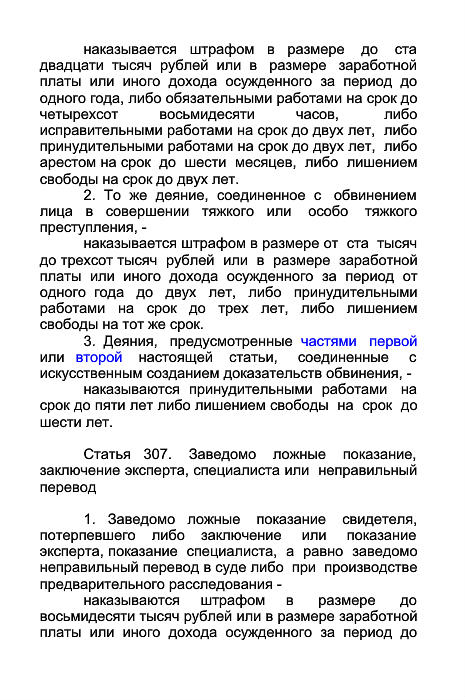 наказывается штрафом в размере до ста
двадцати тысяч рублей или в размере заработной
платы или иного дохода осужденного за период до
одного года, либо обязательными работами на срок до
четырехсот восьмидесяти часов, либо
исправительными работами на срок до двух лет, либо
принудительными работами на срок до двух лет, либо
арестом на срок до шести месяцев, либо лишением
свободы на срок до двух лет.
2. То же деяние, соединенное с обвинением
лица в совершении тяжкого или особо тяжкого
преступления, -
наказывается штрафом в размере от ста тысяч
до трехсот тысяч рублей или в размере заработной
платы или иного дохода осужденного за период от
одного года до двух лет, либо принудительными
работами на срок до трех лет, либо лишением
свободы на тот же срок.
3. Деяния, предусмотренные частями первой
или второй настоящей статьи, соединенные с
искусственным созданием доказательств обвинения, -
наказываются принудительными работами на
срок до пяти лет либо лишением свободы на срок до
шести лет.
Статья 307. Заведомо ложные показание,
заключение эксперта, специалиста или неправильный
перевод
1. Заведомо ложные показание свидетеля,
потерпевшего либо заключение или показание
эксперта, показание специалиста, а равно заведомо
неправильный перевод в суде либо при производстве
предварительного расследования -
наказываются штрафом в размере до
восьмидесяти тысяч рублей или в размере заработной
платы или иного дохода осужденного за период до